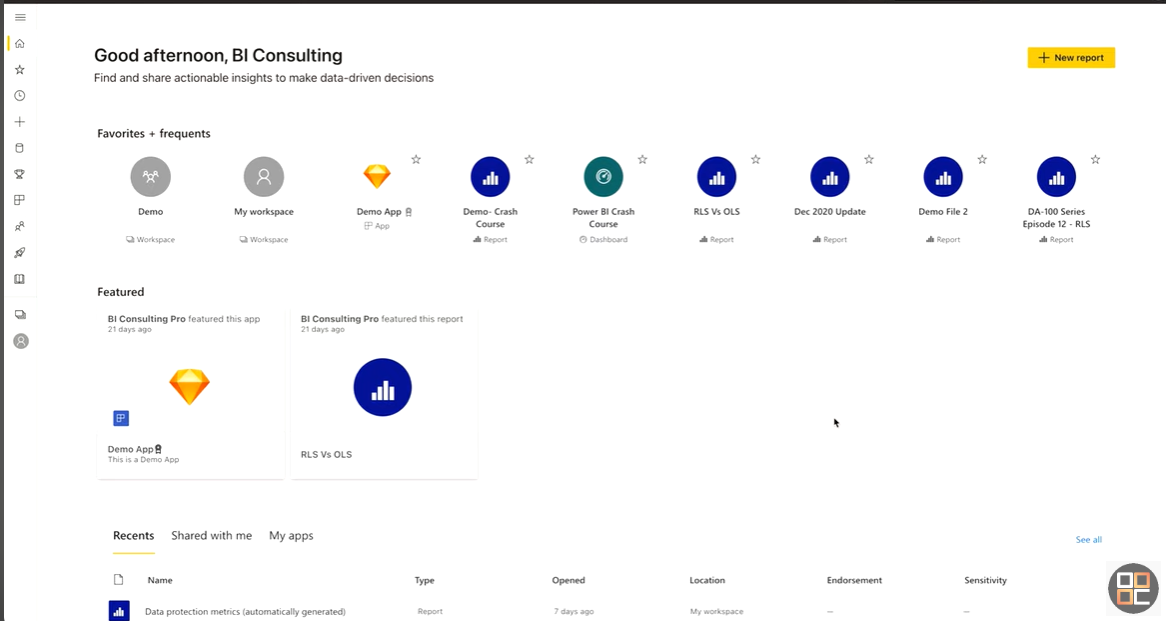 Good afternoon, BI Consulting
Find and share actionable insights to make data-driven decisions
New report
Favorites + frequents
Demo
Workspace
My workspace
Workspace
Demo App
App
Demo- Crash
Course
Report
Power BI Crash
Course
Dashboard
RLS Vs OLS
Report
Dec 2020 Update
Report
Demo File 2
Report
DA-100 Series
Episode 12 - RLS
Report
Featured
BI Consulting Pro featured this app
21 days ago
Demo App
This is a Demo App
BI Consulting Pro featured this report
21 days ago
RLS Vs OLS
Recents Shared with me My apps
See all
Name Type Opened Location Endorsement Sensitivity
Data protection metrics (automatically generated) Report 7 days ago My workspace — —